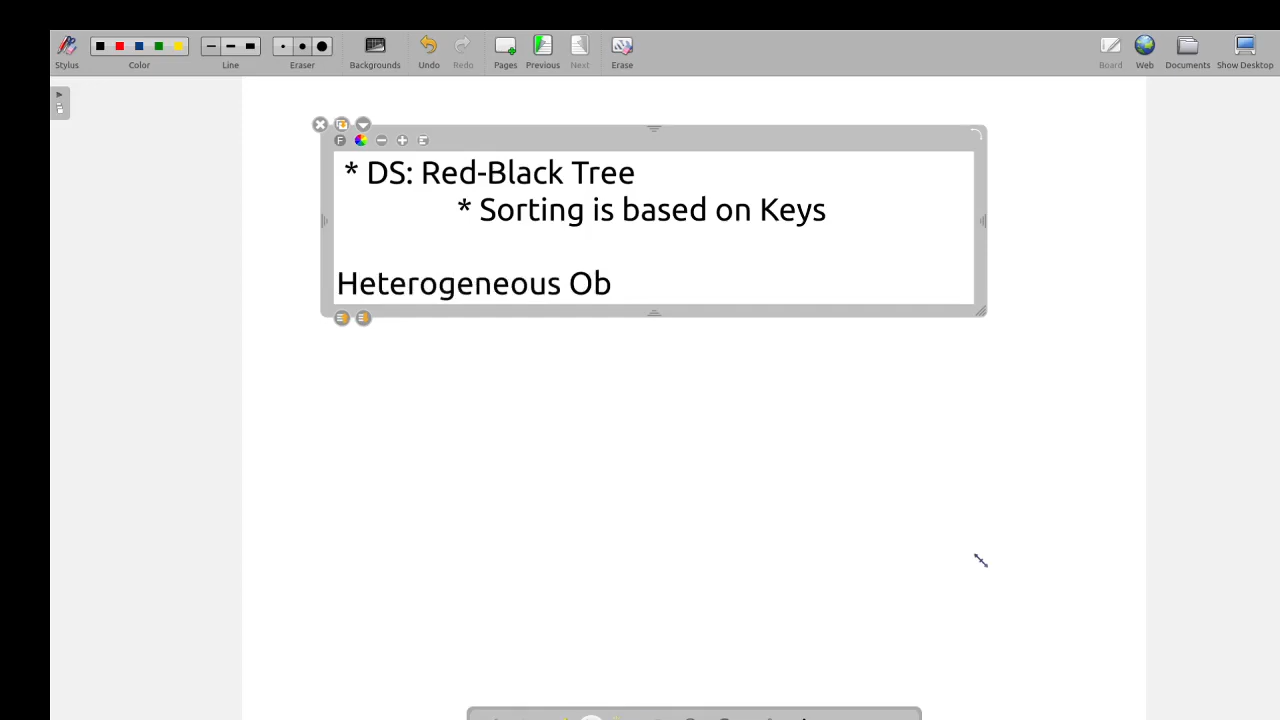 Stylus Color Line Eraser Backgrounds Undo Redo Pages Previous Next Erase Board Web Documents Show Desktop
F
* DS: Red-Black Tree
* Sorting is based on Keys
Heterogeneous Ob